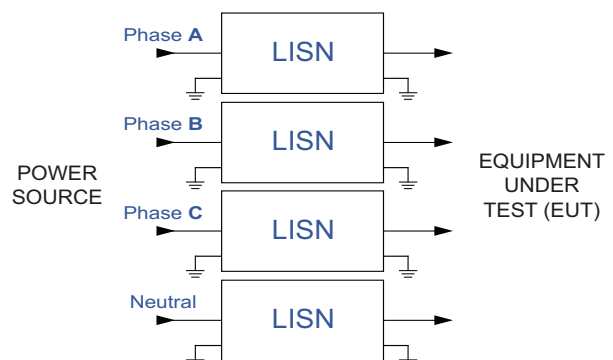 Phase A
LISN
Phase B
LISN
POWER
SOURCE
EQUIPMENT
UNDER
TEST (EUT)
Phase C
LISN
Neutral
LISN